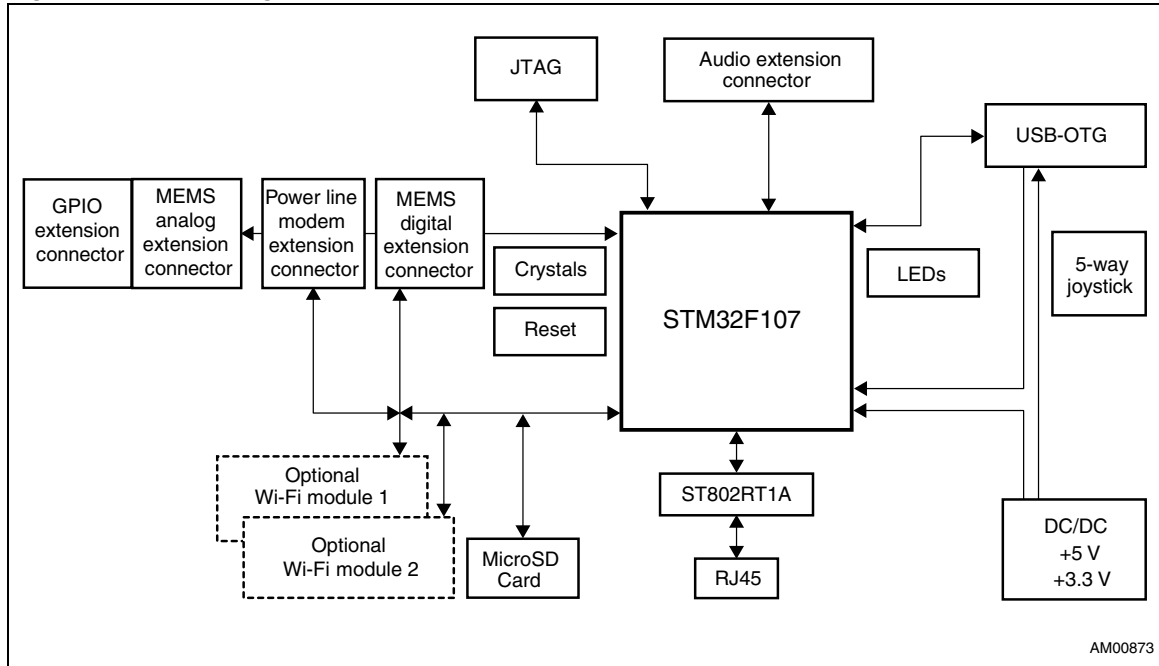 JTAG
Audio extension
connector
USB-OTG
GPIO
extension
connector
MEMS
analog
extension
connector
Power line
modem
extension
connector
MEMS
digital
extension
connector
Crystals
Reset
STM32F107
LEDs
5-way
joystick
Optional
Wi-Fi module 1
Optional
Wi-Fi module 2
MicroSD
Card
ST802RT1A
RJ45
DC/DC
+5 V
+3.3 V
AM00873